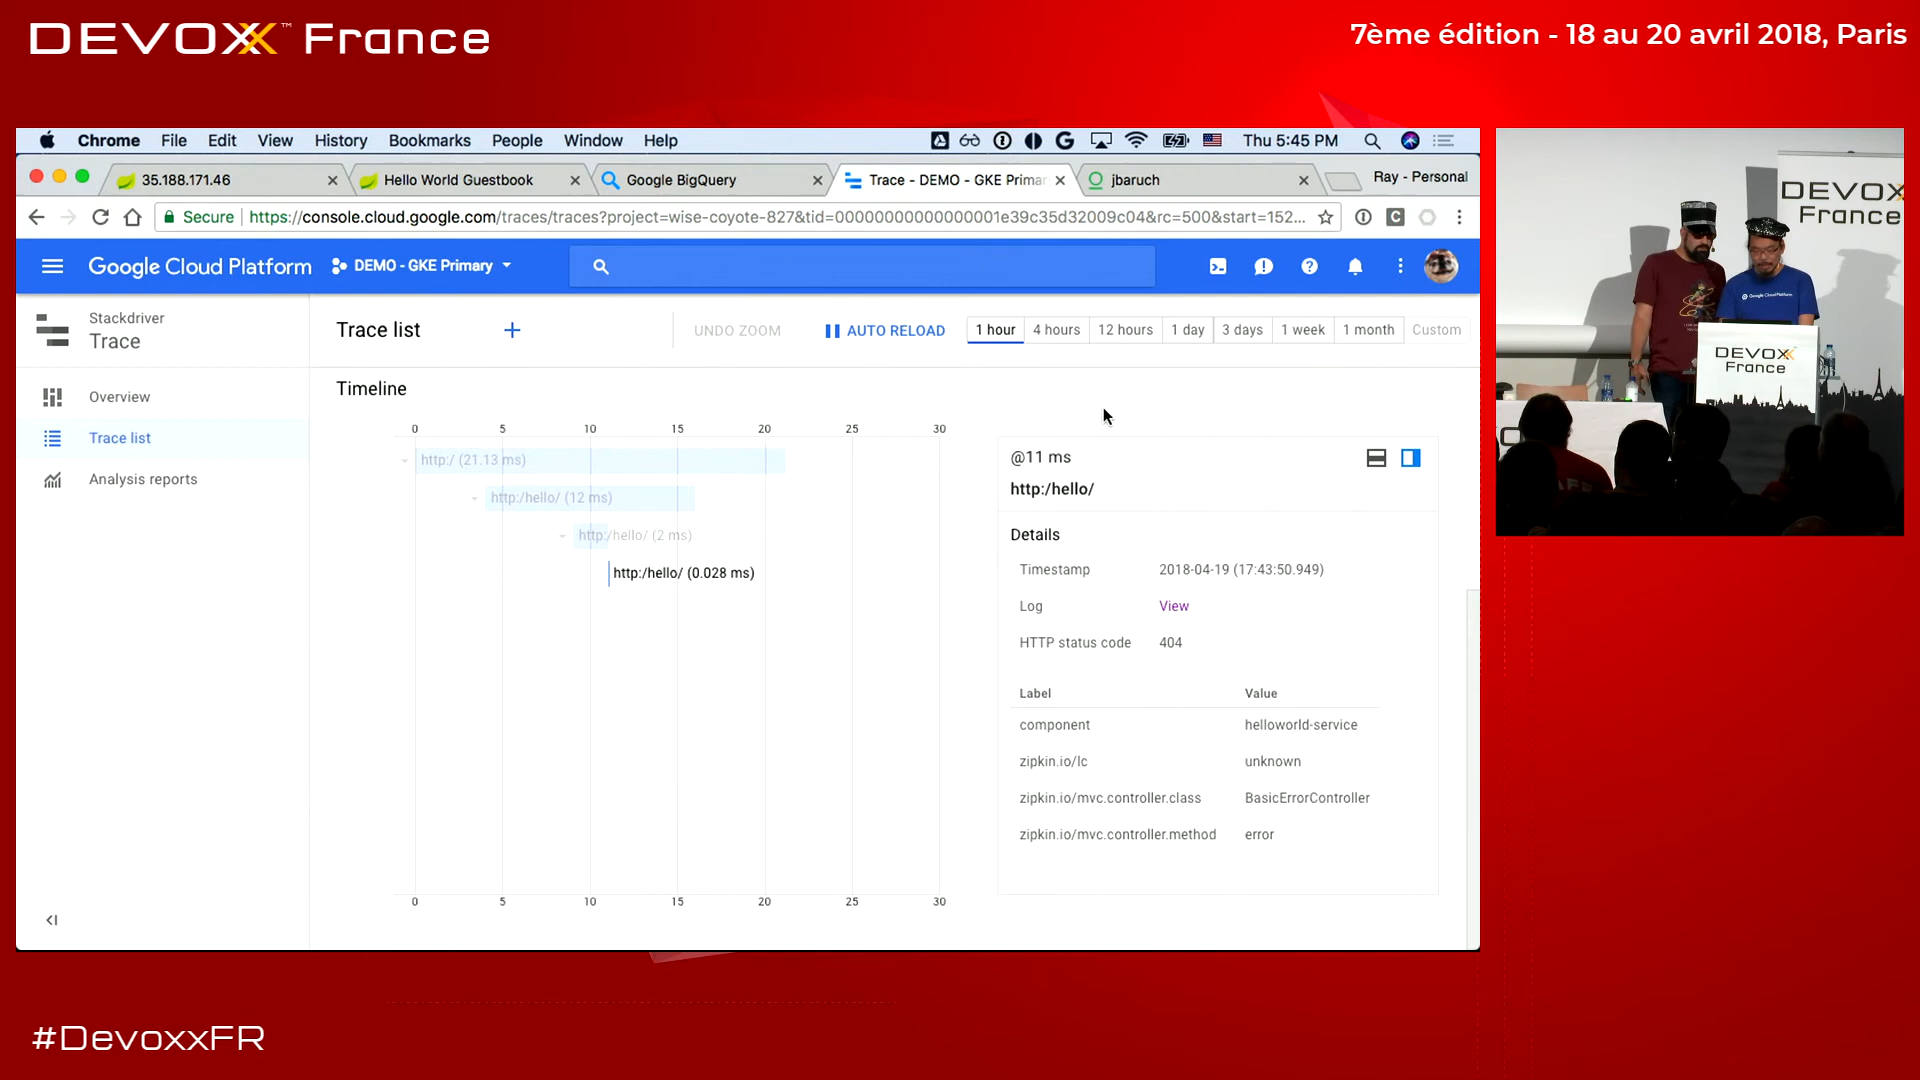 DEVOXX™ France
7ème édition - 18 au 20 avril 2018, Paris
Chrome File Edit View History Bookmarks People Window Help
Thu 5:45 PM
35.188.171.46
Hello World Guestbook
Google BigQuery
Trace - DEMO - GKE Primar
jbaruch
Ray - Personal
Secure
https://console.cloud.google.com/traces/traces?project=wise-coyote-827&tid=00000000000000001e39c35d32009c04&rc=500&start=152...
Google Cloud Platform
DEMO - GKE Primary
Stackdriver
Trace
Overview
Trace list
Analysis reports
Trace list
UNDO ZOOM
AUTO RELOAD
1 hour 4 hours 12 hours 1 day 3 days 1 week 1 month Custom
Timeline
0 5 10 15 20 25 30
http:/ (21.13 ms)
http:/hello/ (12 ms)
http:/hello/ (2 ms)
http:/hello/ (0.028 ms)
0 5 10 15 20 25 30
@11 ms
http:/hello/
Details
Timestamp 2018-04-19 (17:43:50.949)
Log View
HTTP status code 404
Label Value
component helloworld-service
zipkin.io/lc unknown
zipkin.io/mvc.controller.class BasicErrorController
zipkin.io/mvc.controller.method error
DEVOX
France
Google Cloud Platform
DEVOXX
France
#DevoxxFR